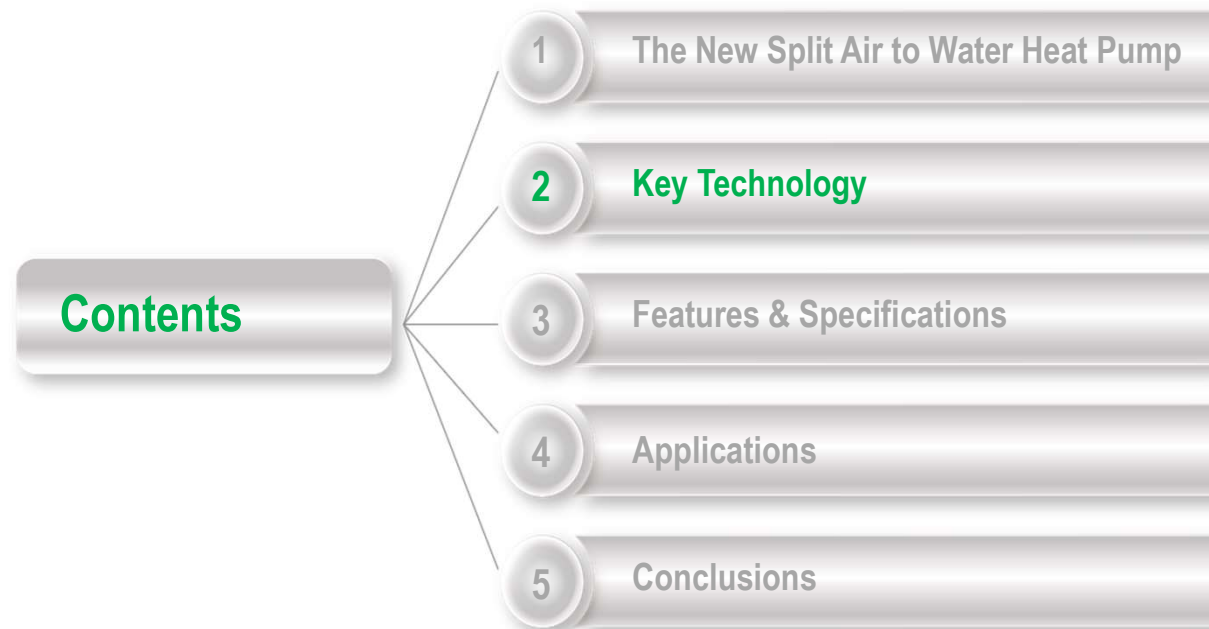 Contents
1 The New Split Air to Water Heat Pump
2 Key Technology
3 Features & Specifications
4 Applications
5 Conclusions